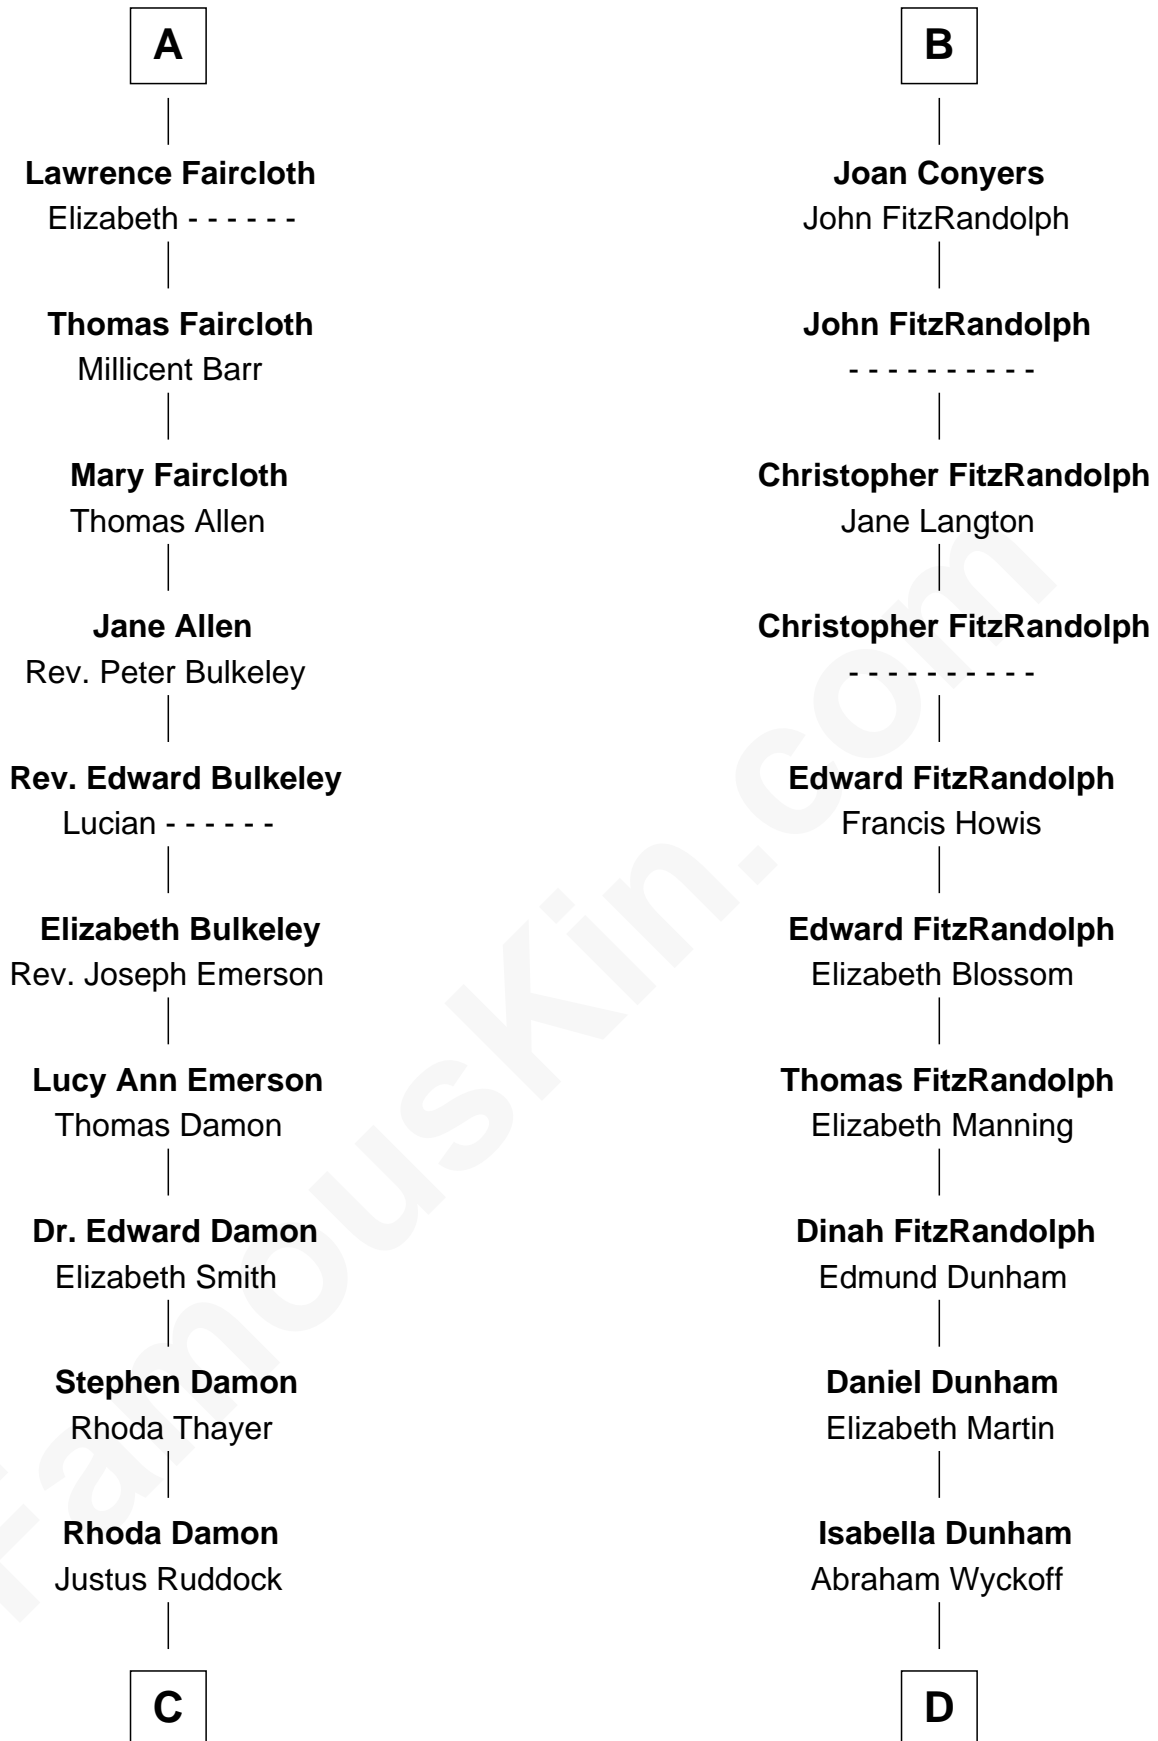 A
Lawrence Faircloth
Elizabeth - - - - - -
Thomas Faircloth
Millicent Barr
Mary Faircloth
Thomas Allen
Jane Allen
Rev. Peter Bulkeley
Rev. Edward Bulkeley
Lucian - - - - - -
Elizabeth Bulkeley
Rev. Joseph Emerson
Lucy Ann Emerson
Thomas Damon
Dr. Edward Damon
Elizabeth Smith
Stephen Damon
Rhoda Thayer
Rhoda Damon
Justus Ruddock
C
B
Joan Conyers
John FitzRandolph
John FitzRandolph
- - - - - - - - - -
Christopher FitzRandolph
Jane Langton
Christopher FitzRandolph
- - - - - - - - - -
Edward FitzRandolph
Francis Howis
Edward FitzRandolph
Elizabeth Blossom
Thomas FitzRandolph
Elizabeth Manning
Dinah FitzRandolph
Edmund Dunham
Daniel Dunham
Elizabeth Martin
Isabella Dunham
Abraham Wyckoff
D
FamousKin.com